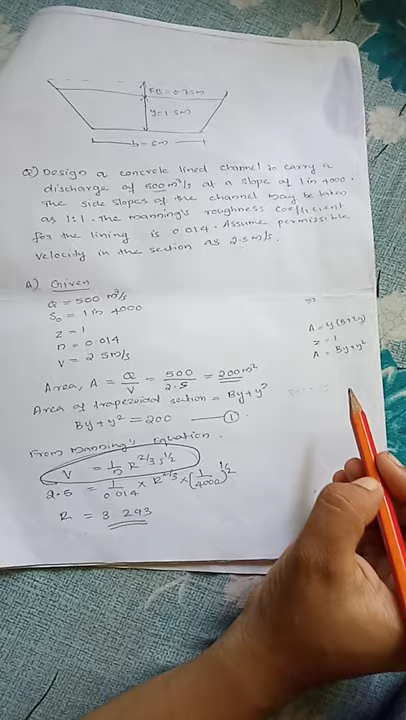 FB = 0.75m
y = 1.5m
b = 6m
Q) Design a concrete lined channel to carry a
discharge of 500 m³/s at a slope of 1 in 4000.
The side slopes of the channel may be taken
as 1:1. The manning's roughness coefficient
for the lining is 0.014. Assume permissible
velocity in the section as 2.5 m/s.
A) Given
Q = 500 m³/s
S₀ = 1 in 4000
z = 1
n = 0.014
V = 2.5 m/s
A = y(B+zy)
z = 1
A = By+y²
Area, A = Q/V = 500/2.5 = 200 m²
Area of trapezoidal section = By+y²
By+y² = 200 — ①
From Manning's Equation.
V = 1/n R^2/3 s^1/2
2.5 = 1/0.014 × R^2/3 × (1/4000)^1/2
R = 3.293